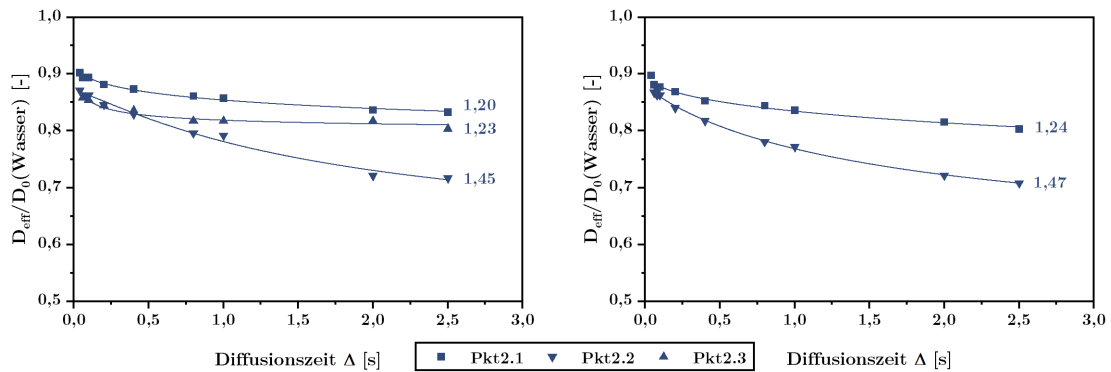 D_eff/D_0(Wasser) [-]
1,0
0,9
0,8
0,7
0,6
0,5
1,20
1,23
1,45
0,0 0,5 1,0 1,5 2,0 2,5 3,0
Diffusionszeit Δ [s]
D_eff/D_0(Wasser) [-]
1,0
0,9
0,8
0,7
0,6
0,5
1,24
1,47
0,0 0,5 1,0 1,5 2,0 2,5 3,0
Diffusionszeit Δ [s]
Pkt2.1 Pkt2.2 Pkt2.3